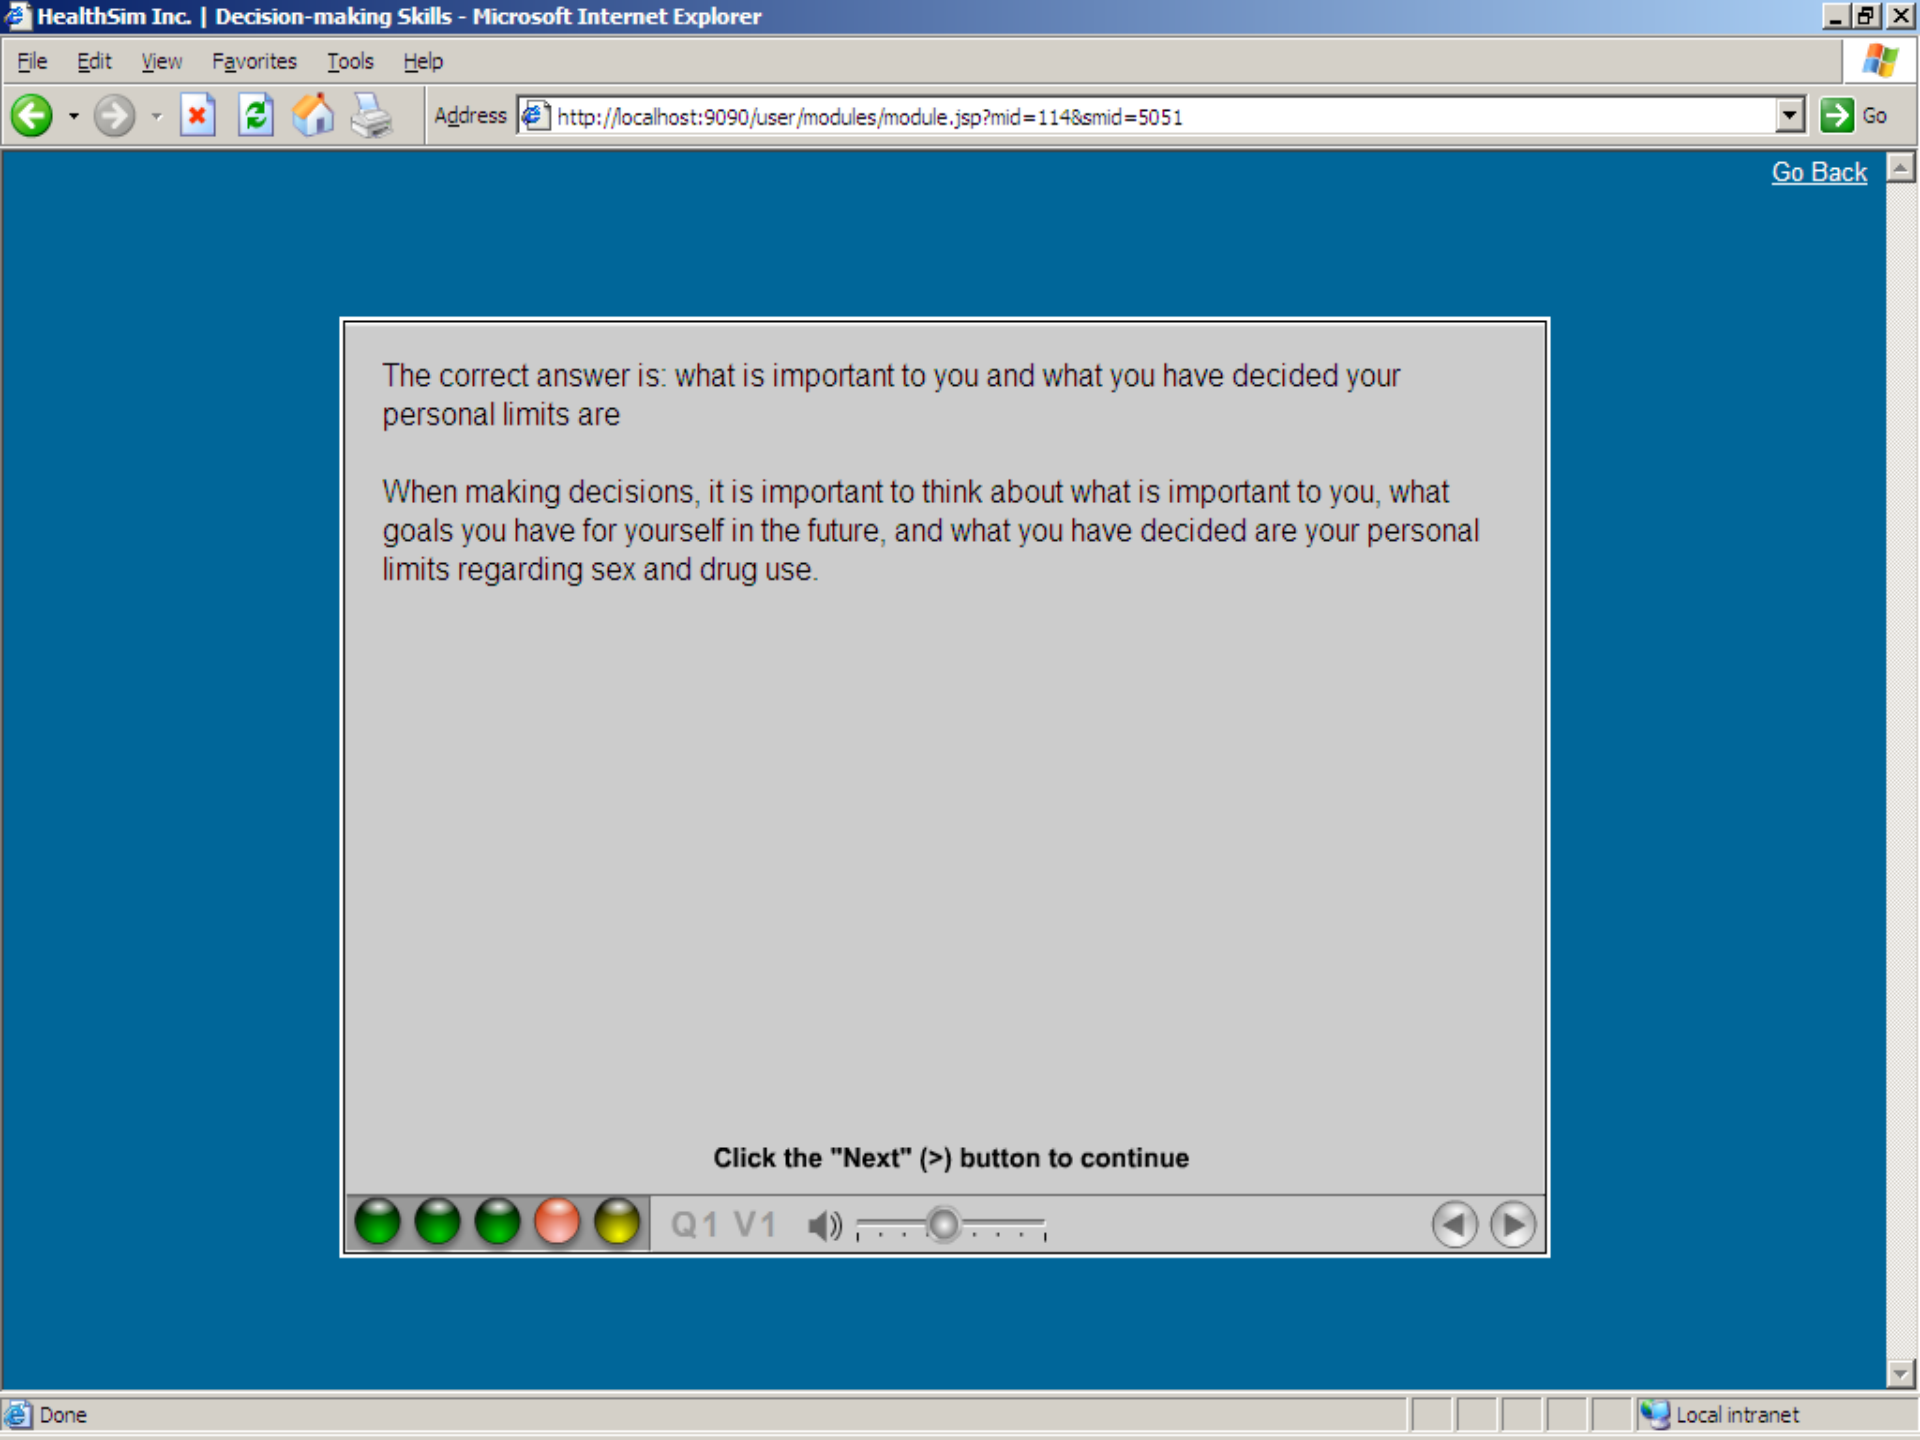 HealthSim Inc. | Decision-making Skills - Microsoft Internet Explorer
File Edit View Favorites Tools Help
Address http://localhost:9090/user/modules/module.jsp?mid=114&smid=5051 Go
Go Back
The correct answer is: what is important to you and what you have decided your
personal limits are
When making decisions, it is important to think about what is important to you, what
goals you have for yourself in the future, and what you have decided are your personal
limits regarding sex and drug use.
Click the "Next" (>) button to continue
Q1 V1
Done Local intranet